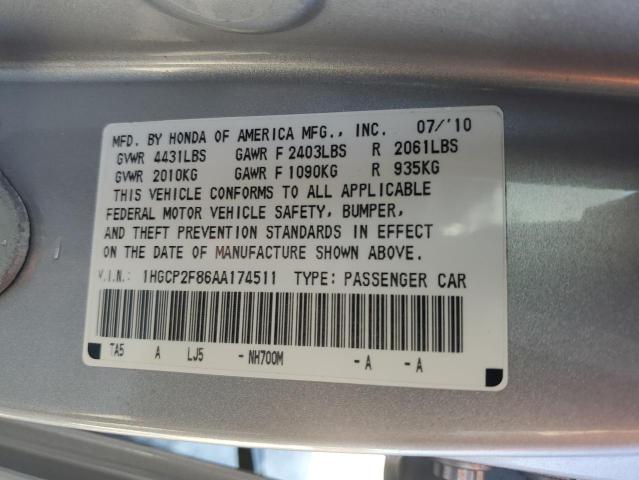 MFD. BY HONDA OF AMERICA MFG., INC. 07/'10
GVWR 4431LBS GAWR F 2403LBS R 2061LBS
GVWR 2010KG GAWR F 1090KG R 935KG
THIS VEHICLE CONFORMS TO ALL APPLICABLE
FEDERAL MOTOR VEHICLE SAFETY, BUMPER,
AND THEFT PREVENTION STANDARDS IN EFFECT
ON THE DATE OF MANUFACTURE SHOWN ABOVE.
V.I.N.: 1HGCP2F86AA174511 TYPE: PASSENGER CAR
TA5 A LJ5 - NH700M - A - A